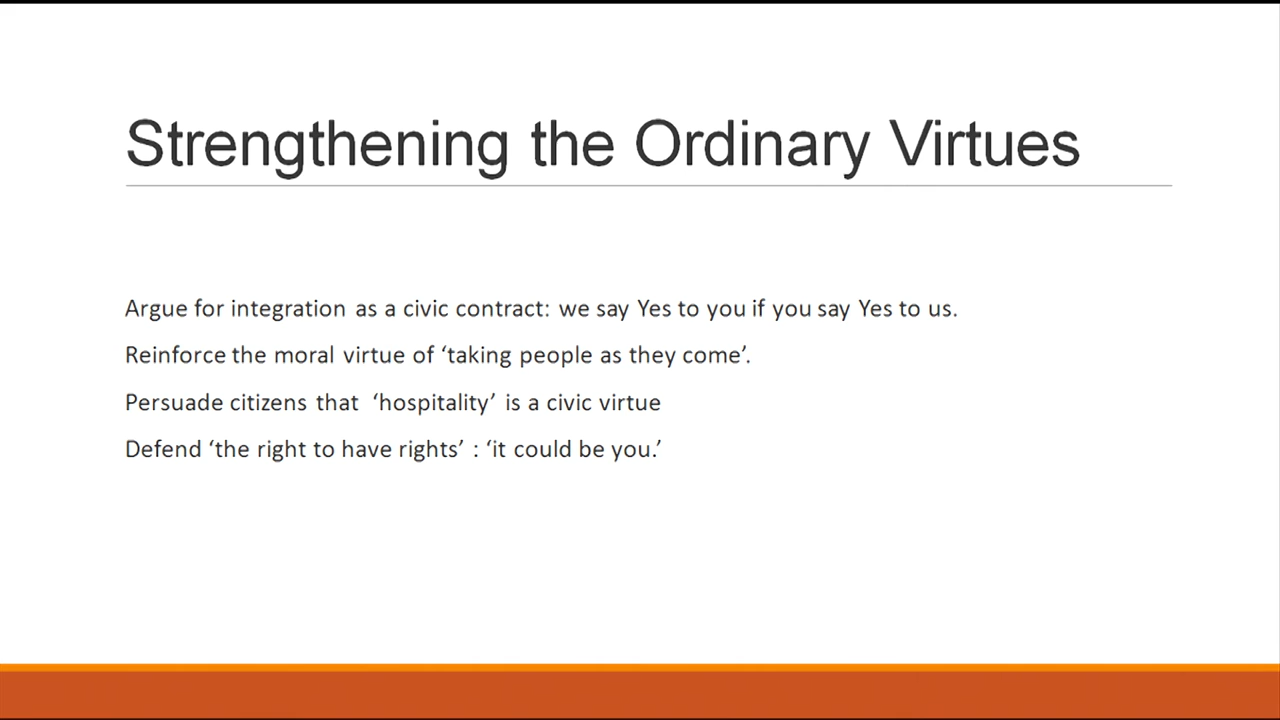 Strengthening the Ordinary Virtues
Argue for integration as a civic contract: we say Yes to you if you say Yes to us.
Reinforce the moral virtue of ‘taking people as they come’.
Persuade citizens that  ‘hospitality’ is a civic virtue
Defend ‘the right to have rights’ : ‘it could be you.’